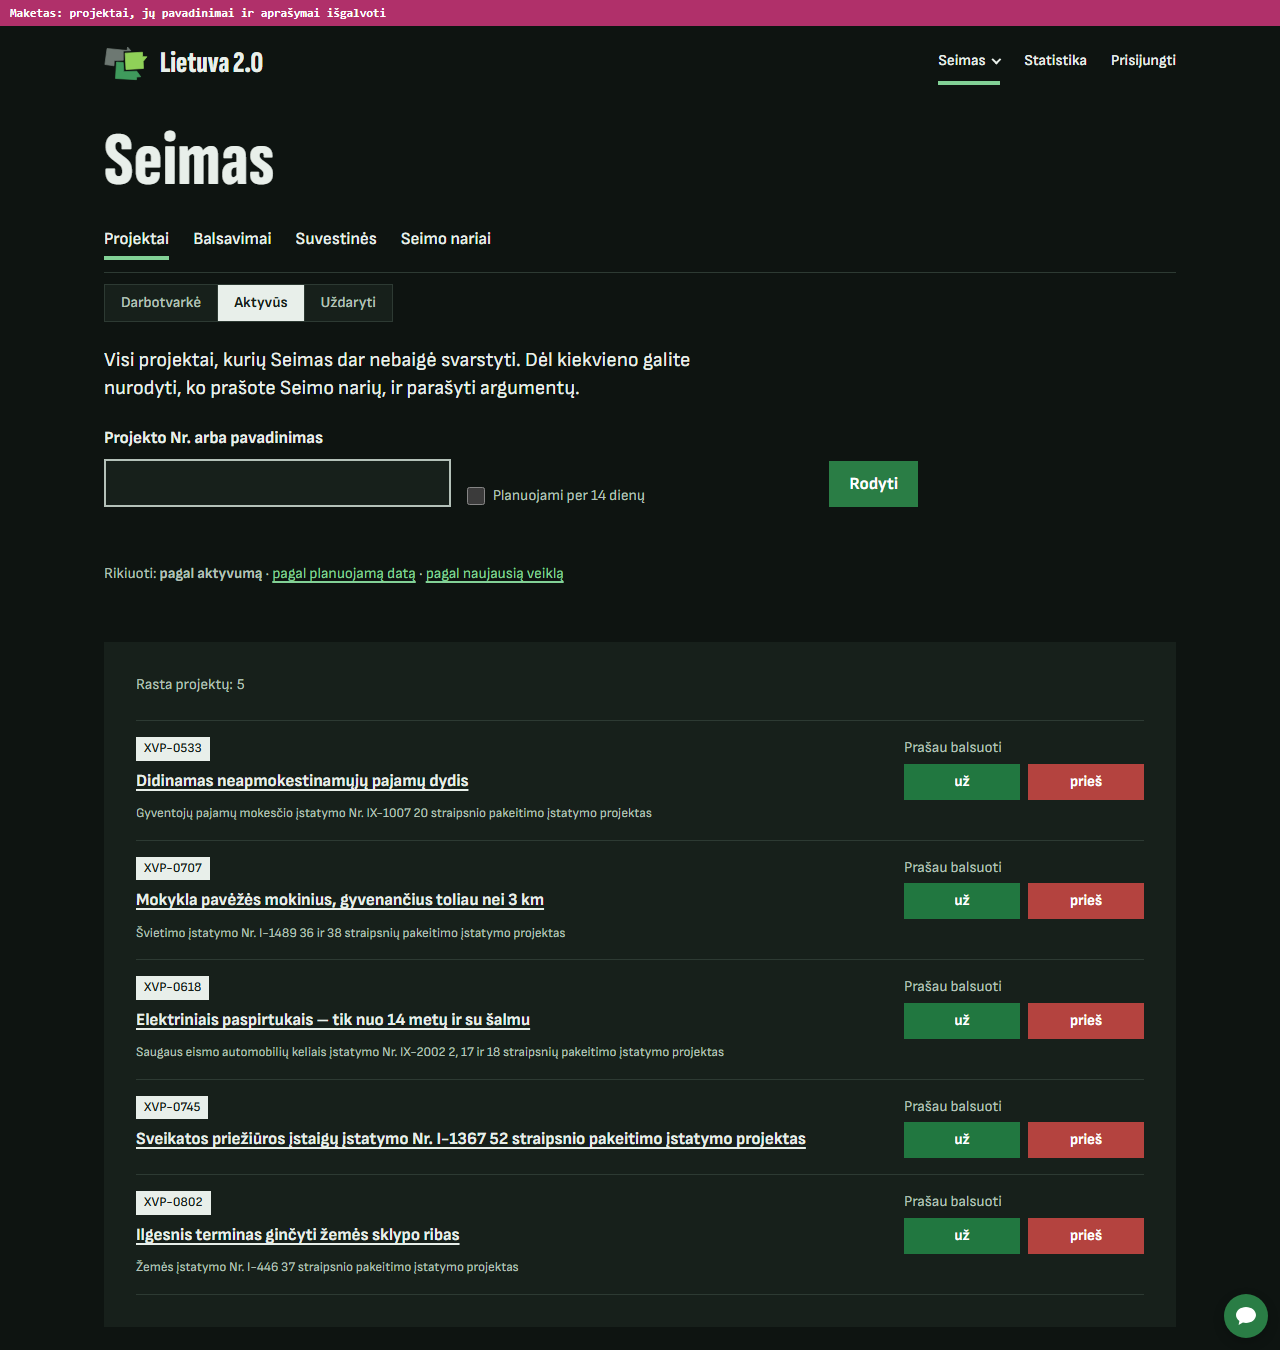 Maketas: projektai, jų pavadinimai ir aprašymai išgalvoti
Lietuva 2.0
Seimas
Statistika
Prisijungti
Seimas
Projektai
Balsavimai
Suvestinės
Seimo nariai
Darbotvarkė
Aktyvūs
Uždaryti
Visi projektai, kurių Seimas dar nebaigė svarstyti. Dėl kiekvieno galite
nurodyti, ko prašote Seimo narių, ir parašyti argumentų.
Projekto Nr. arba pavadinimas
Planuojami per 14 dienų
Rodyti
Rikiuoti: pagal aktyvumą · pagal planuojamą datą · pagal naujausią veiklą
Rasta projektų: 5
XVP-0533
Didinamas neapmokestinamųjų pajamų dydis
Gyventojų pajamų mokesčio įstatymo Nr. IX-1007 20 straipsnio pakeitimo įstatymo projektas
Prašau balsuoti
už
prieš
XVP-0707
Mokykla pavėžės mokinius, gyvenančius toliau nei 3 km
Švietimo įstatymo Nr. I-1489 36 ir 38 straipsnių pakeitimo įstatymo projektas
Prašau balsuoti
už
prieš
XVP-0618
Elektriniais paspirtukais – tik nuo 14 metų ir su šalmu
Saugaus eismo automobilių keliais įstatymo Nr. IX-2002 2, 17 ir 18 straipsnių pakeitimo įstatymo projektas
Prašau balsuoti
už
prieš
XVP-0745
Sveikatos priežiūros įstaigų įstatymo Nr. I-1367 52 straipsnio pakeitimo įstatymo projektas
Prašau balsuoti
už
prieš
XVP-0802
Ilgesnis terminas ginčyti žemės sklypo ribas
Žemės įstatymo Nr. I-446 37 straipsnio pakeitimo įstatymo projektas
Prašau balsuoti
už
prieš